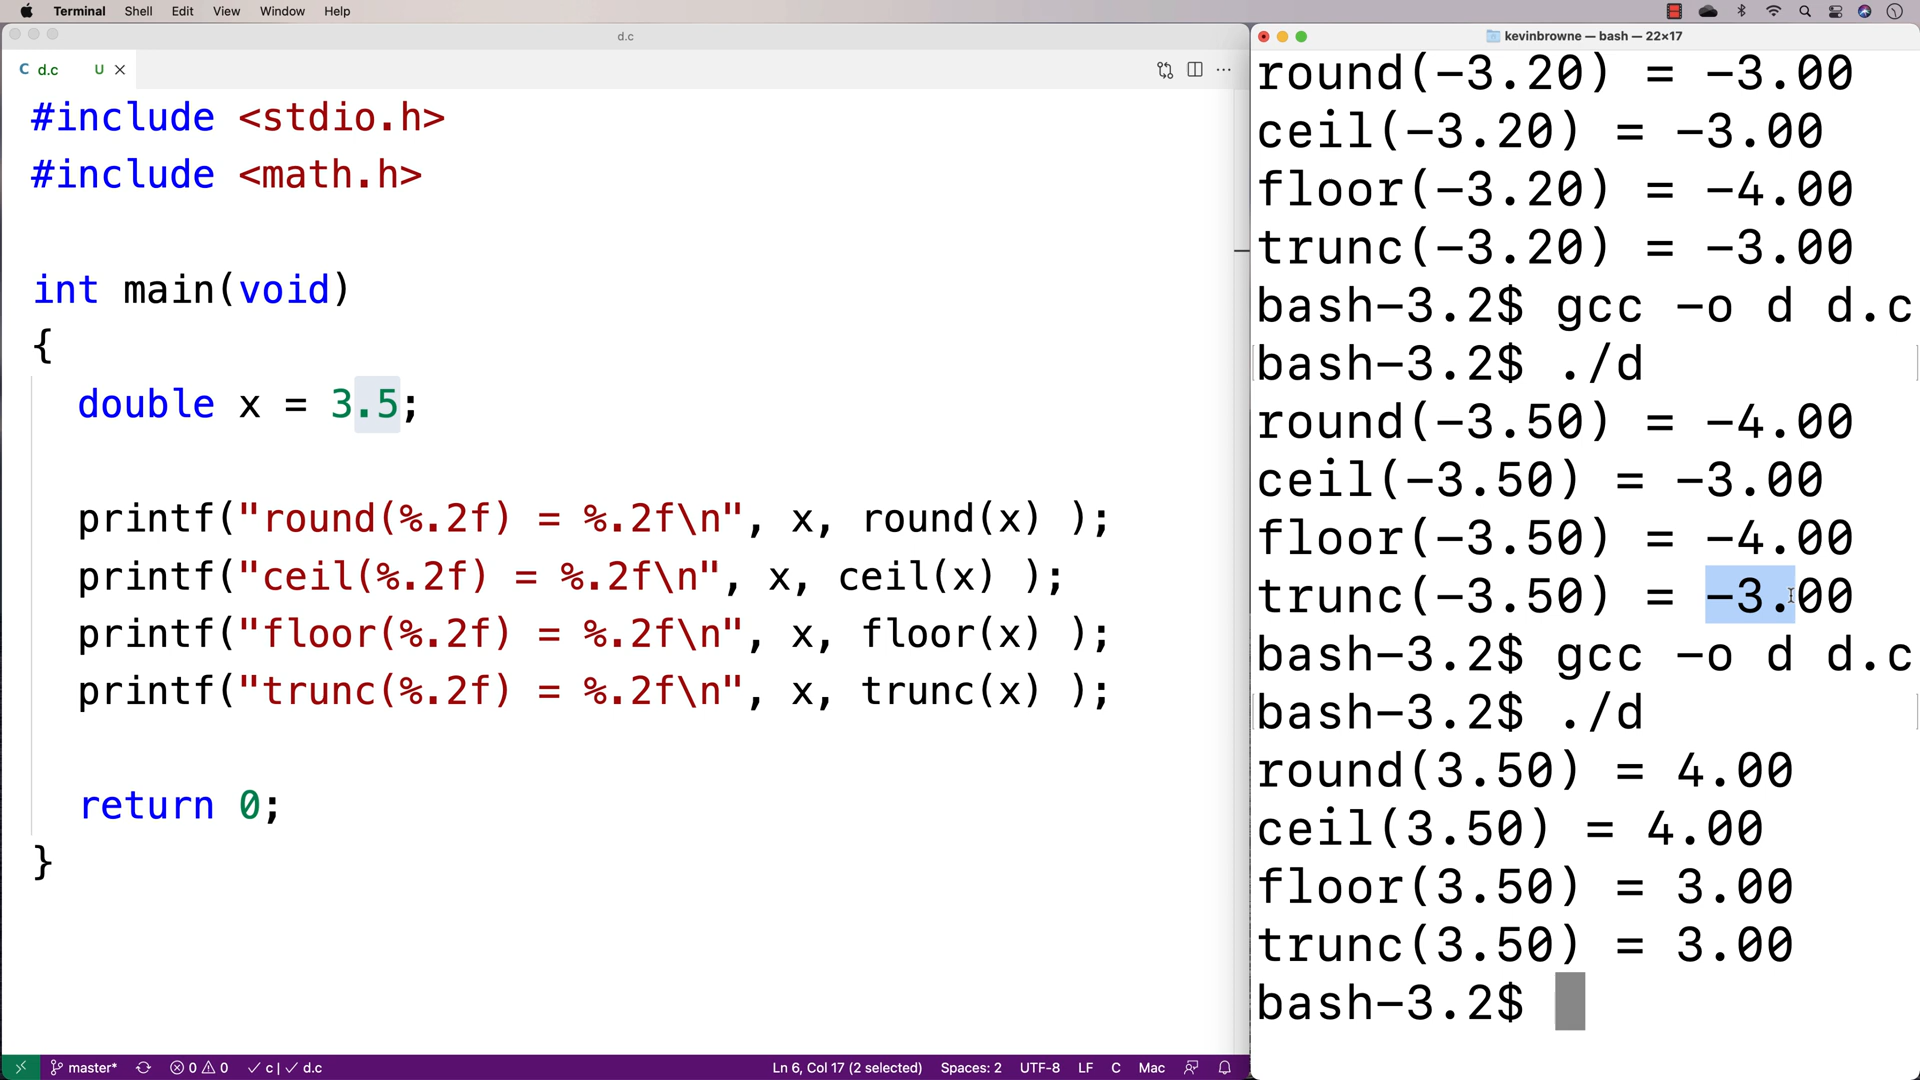 Terminal Shell Edit View Window Help
d.c
C d.c U
#include <stdio.h>
#include <math.h>
int main(void)
{
double x = 3.5;
printf("round(%.2f) = %.2f\n", x, round(x) );
printf("ceil(%.2f) = %.2f\n", x, ceil(x) );
printf("floor(%.2f) = %.2f\n", x, floor(x) );
printf("trunc(%.2f) = %.2f\n", x, trunc(x) );
return 0;
}
master* 0 0 c | d.c Ln 6, Col 17 (2 selected) Spaces: 2 UTF-8 LF C Mac
kevinbrowne — bash — 22×17
round(-3.20) = -3.00
ceil(-3.20) = -3.00
floor(-3.20) = -4.00
trunc(-3.20) = -3.00
bash-3.2$ gcc -o d d.c
bash-3.2$ ./d
round(-3.50) = -4.00
ceil(-3.50) = -3.00
floor(-3.50) = -4.00
trunc(-3.50) = -3.00
bash-3.2$ gcc -o d d.c
bash-3.2$ ./d
round(3.50) = 4.00
ceil(3.50) = 4.00
floor(3.50) = 3.00
trunc(3.50) = 3.00
bash-3.2$